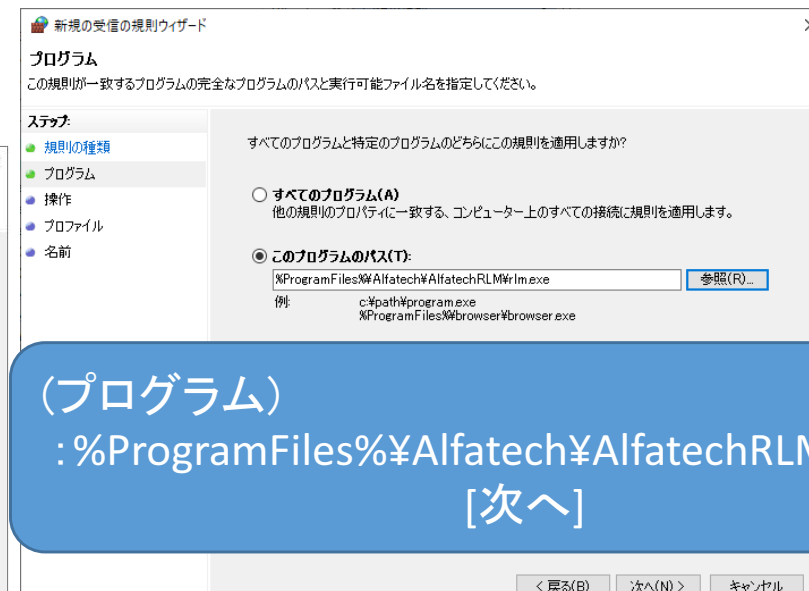 新規の受信の規則ウィザード
プログラム
この規則が一致するプログラムの完全なプログラムのパスと実行可能ファイル名を指定してください。
ステップ:
規則の種類
プログラム
操作
プロファイル
名前
すべてのプログラムと特定のプログラムのどちらにこの規則を適用しますか?
すべてのプログラム(A)
他の規則のプロパティに一致する、コンピューター上のすべての接続に規則を適用します。
このプログラムのパス(T):
%ProgramFiles%¥Alfatech¥AlfatechRLM¥rlm.exe
参照(R)...
例:
c:¥path¥program.exe
%ProgramFiles%¥browser¥browser.exe
(プログラム)
:%ProgramFiles%¥Alfatech¥AlfatechRLM
[次へ]
< 戻る(B)
次へ(N) >
キャンセル